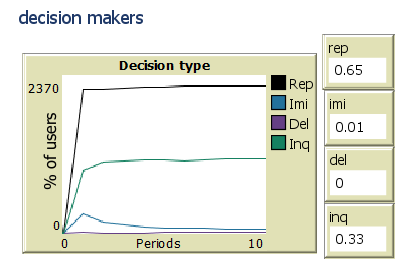 decision makers
Decision type
2370
% of users
0
0 Periods 10
Rep
Imi
Del
Inq
rep
0.65
imi
0.01
del
0
inq
0.33